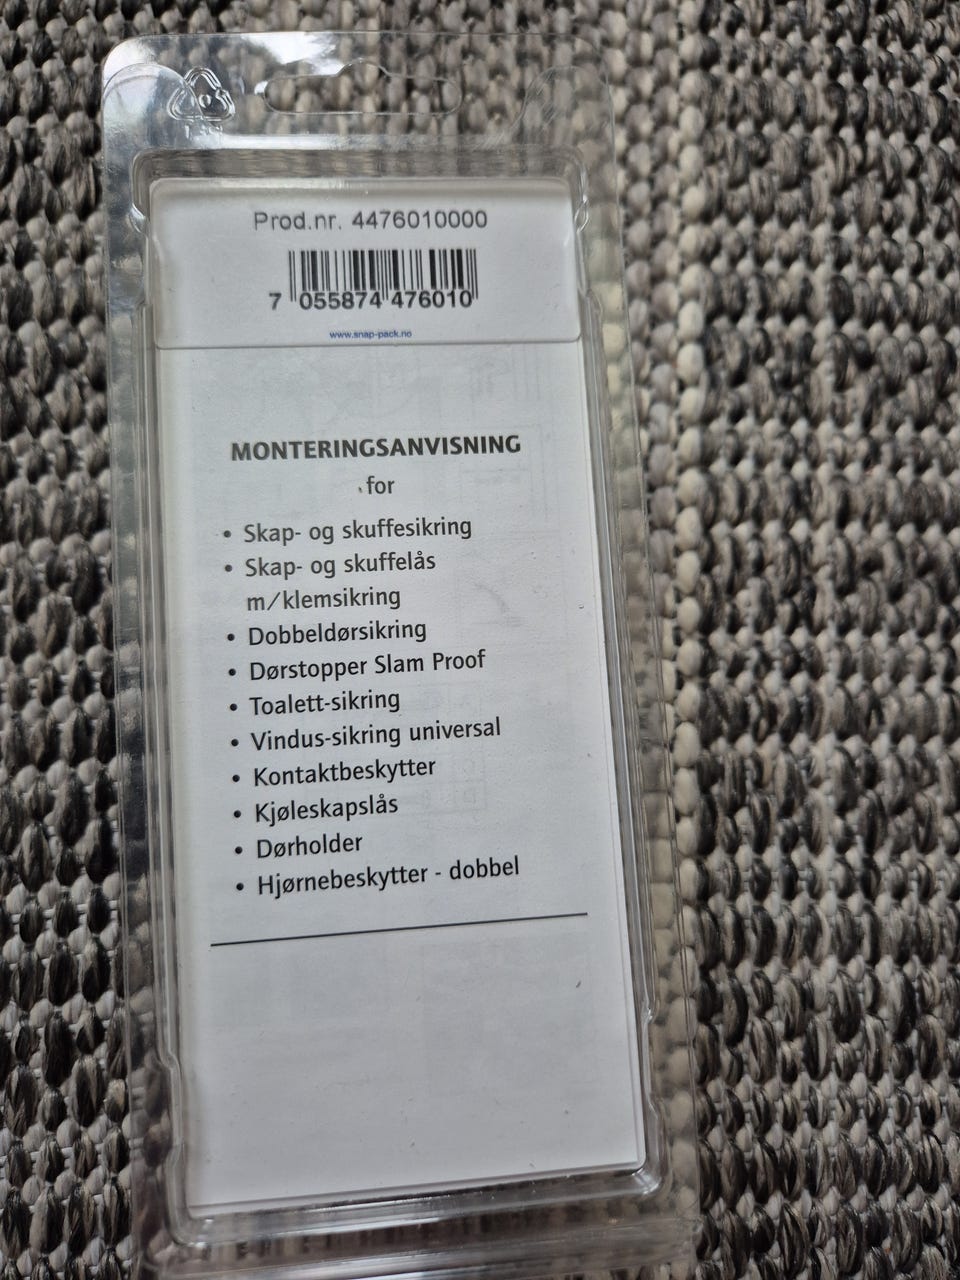 Prod.nr. 4476010000
7 055874 476010
www.snap-pack.no
MONTERINGSANVISNING
for
• Skap- og skuffesikring
• Skap- og skuffelås
m/klemsikring
• Dobbeldørsikring
• Dørstopper Slam Proof
• Toalett-sikring
• Vindus-sikring universal
• Kontaktbeskytter
• Kjøleskapslås
• Dørholder
• Hjørnebeskytter - dobbel